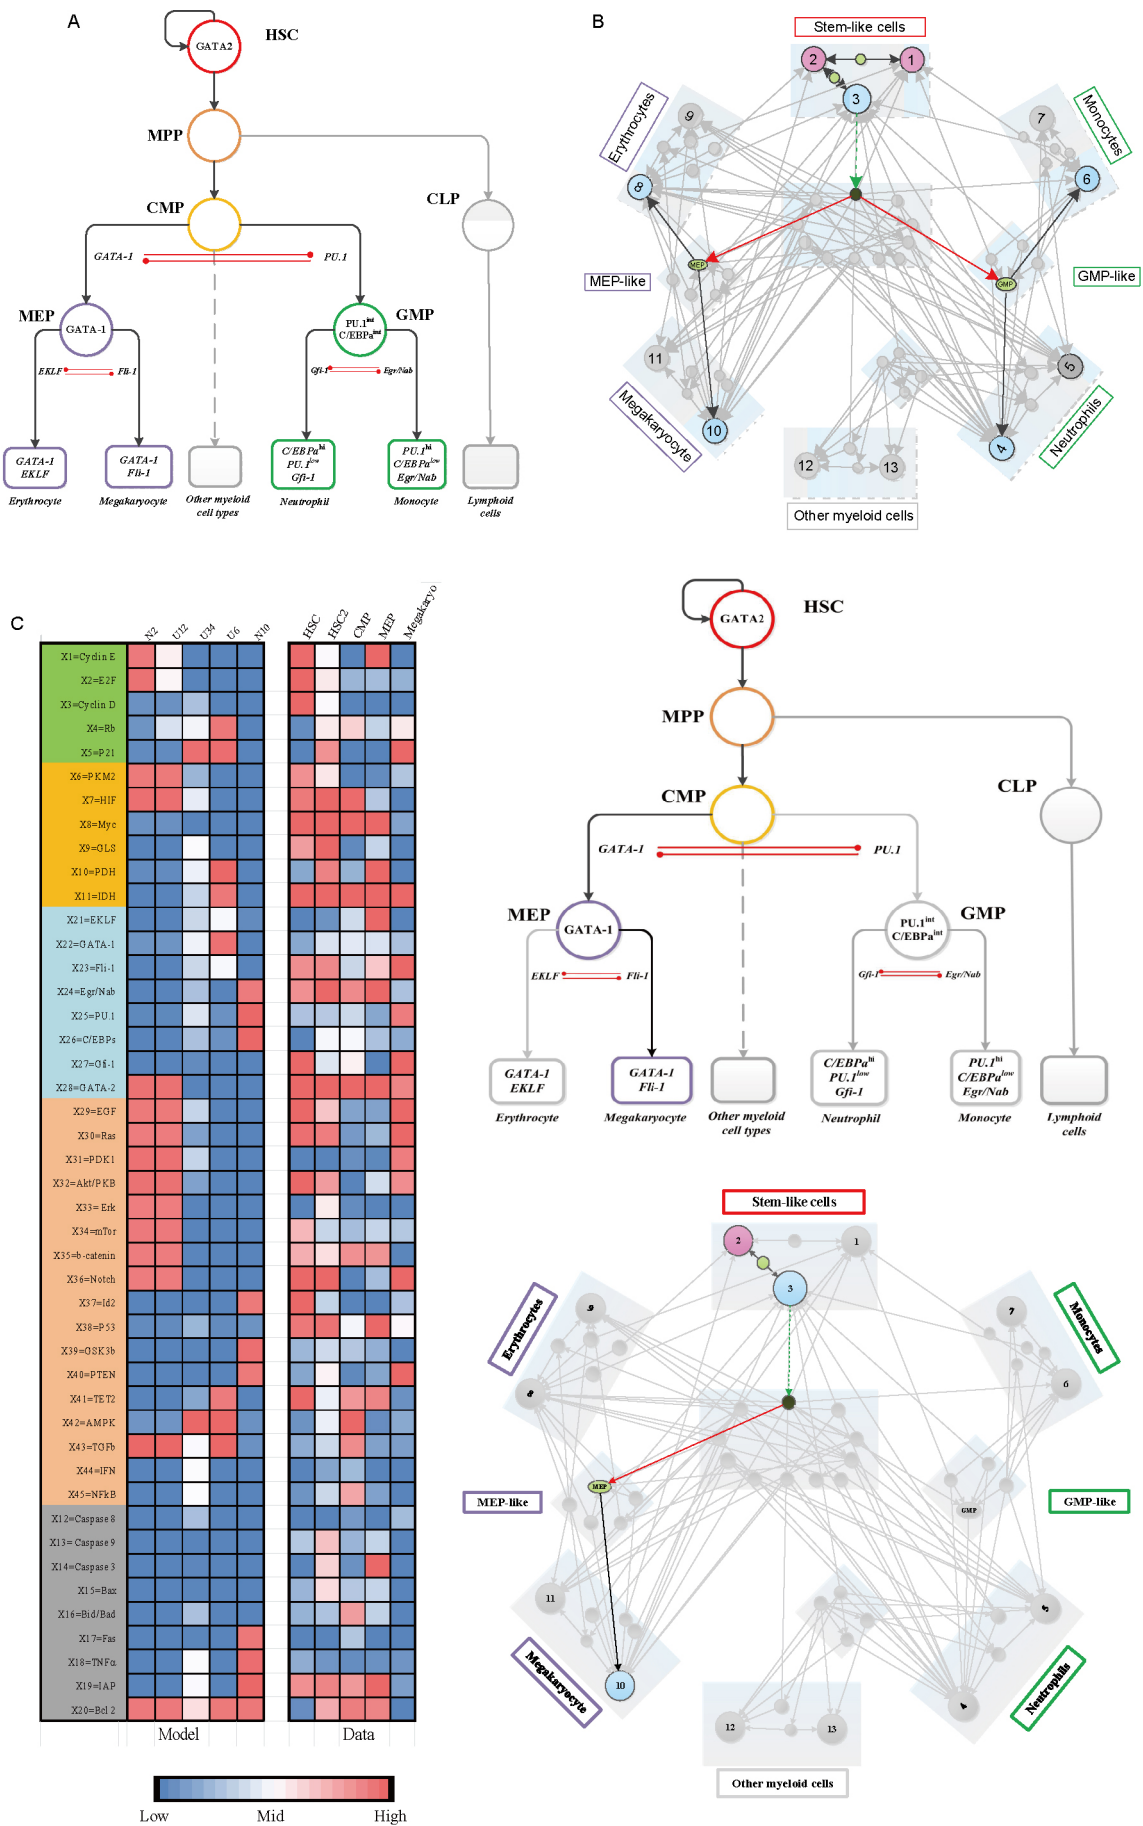 A
HSC
GATA2
MPP
CMP
CLP
GATA-1
PU.1
MEP
GATA-1
PU.1int
C/EBPaint
GMP
EKLF
Fli-1
Gfi-1
Egr/Nab
GATA-1
EKLF
GATA-1
Fli-1
C/EBPahi
PU.1low
Gfi-1
PU.1hi
C/EBPalow
Egr/Nab
Erythrocyte
Megakaryocyte
Other myeloid
cell types
Neutrophil
Monocyte
Lymphoid
cells
B
Stem-like cells
2
1
3
Erythrocytes
9
8
Monocytes
7
6
MEP
GMP
MEP-like
GMP-like
11
10
Megakaryocyte
5
4
Neutrophils
12
13
Other myeloid cells
C
N2
U12
U34
U6
N10
HSC
HSC2
CMP
MEP
Megakaryo
X1=Cyclin E
X2=E2F
X3=Cyclin D
X4=Rb
X5=P21
X6=PKM2
X7=HIF
X8=Myc
X9=GLS
X10=PDH
X11=IDH
X21=EKLF
X22=GATA-1
X23=Fli-1
X24=Egr/Nab
X25=PU.1
X26=C/EBPs
X27=Gfi-1
X28=GATA-2
X29=EGF
X30=Ras
X31=PDK1
X32=Akt/PKB
X33=Erk
X34=mTor
X35=b-catenin
X36=Notch
X37=Id2
X38=P53
X39=GSK3b
X40=PTEN
X41=TET2
X42=AMPK
X43=TGFb
X44=IFN
X45=NFkB
X12=Caspase 8
X13= Caspase 9
X14=Caspase 3
X15=Bax
X16=Bid/Bad
X17=Fas
X18=TNFα
X19=IAP
X20=Bcl 2
Model
Data
Low
Mid
High
HSC
GATA2
MPP
CMP
CLP
GATA-1
PU.1
MEP
GATA-1
PU.1int
C/EBPaint
GMP
EKLF
Fli-1
Gfi-1
Egr/Nab
GATA-1
EKLF
GATA-1
Fli-1
C/EBPahi
PU.1low
Gfi-1
PU.1hi
C/EBPalow
Egr/Nab
Erythrocyte
Megakaryocyte
Other myeloid
cell types
Neutrophil
Monocyte
Lymphoid
cells
Stem-like cells
2
1
3
Erythrocytes
9
8
Monocytes
7
6
MEP
GMP
MEP-like
GMP-like
11
10
Megakaryocyte
5
4
Neutrophils
12
13
Other myeloid cells